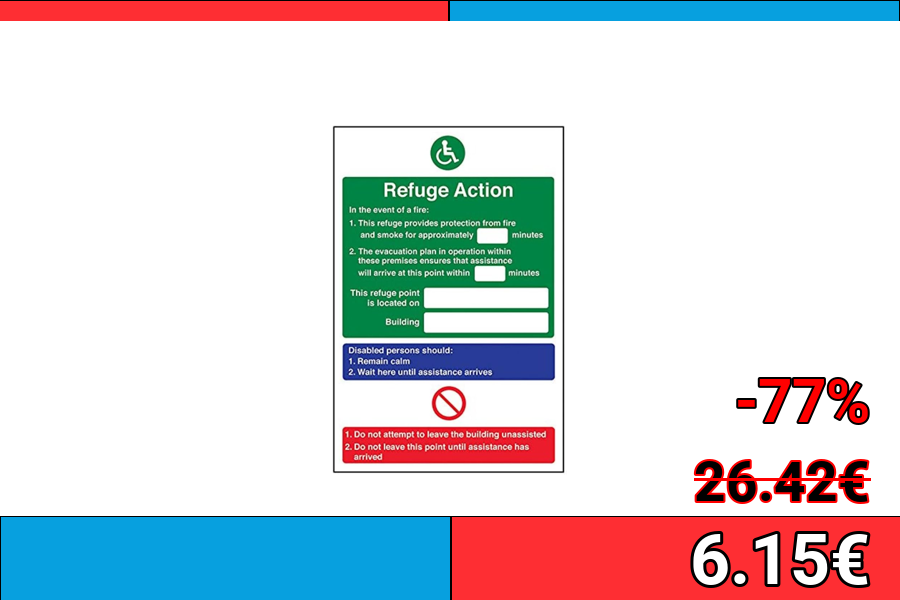 Refuge Action
In the event of a fire:
1. This refuge provides protection from fire
and smoke for approximately minutes
2. The evacuation plan in operation within
these premises ensures that assistance
will arrive at this point within minutes
This refuge point
is located on
Building
Disabled persons should:
1. Remain calm
2. Wait here until assistance arrives
1. Do not attempt to leave the building unassisted
2. Do not leave this point until assistance has
arrived
-77%
26.42€
6.15€